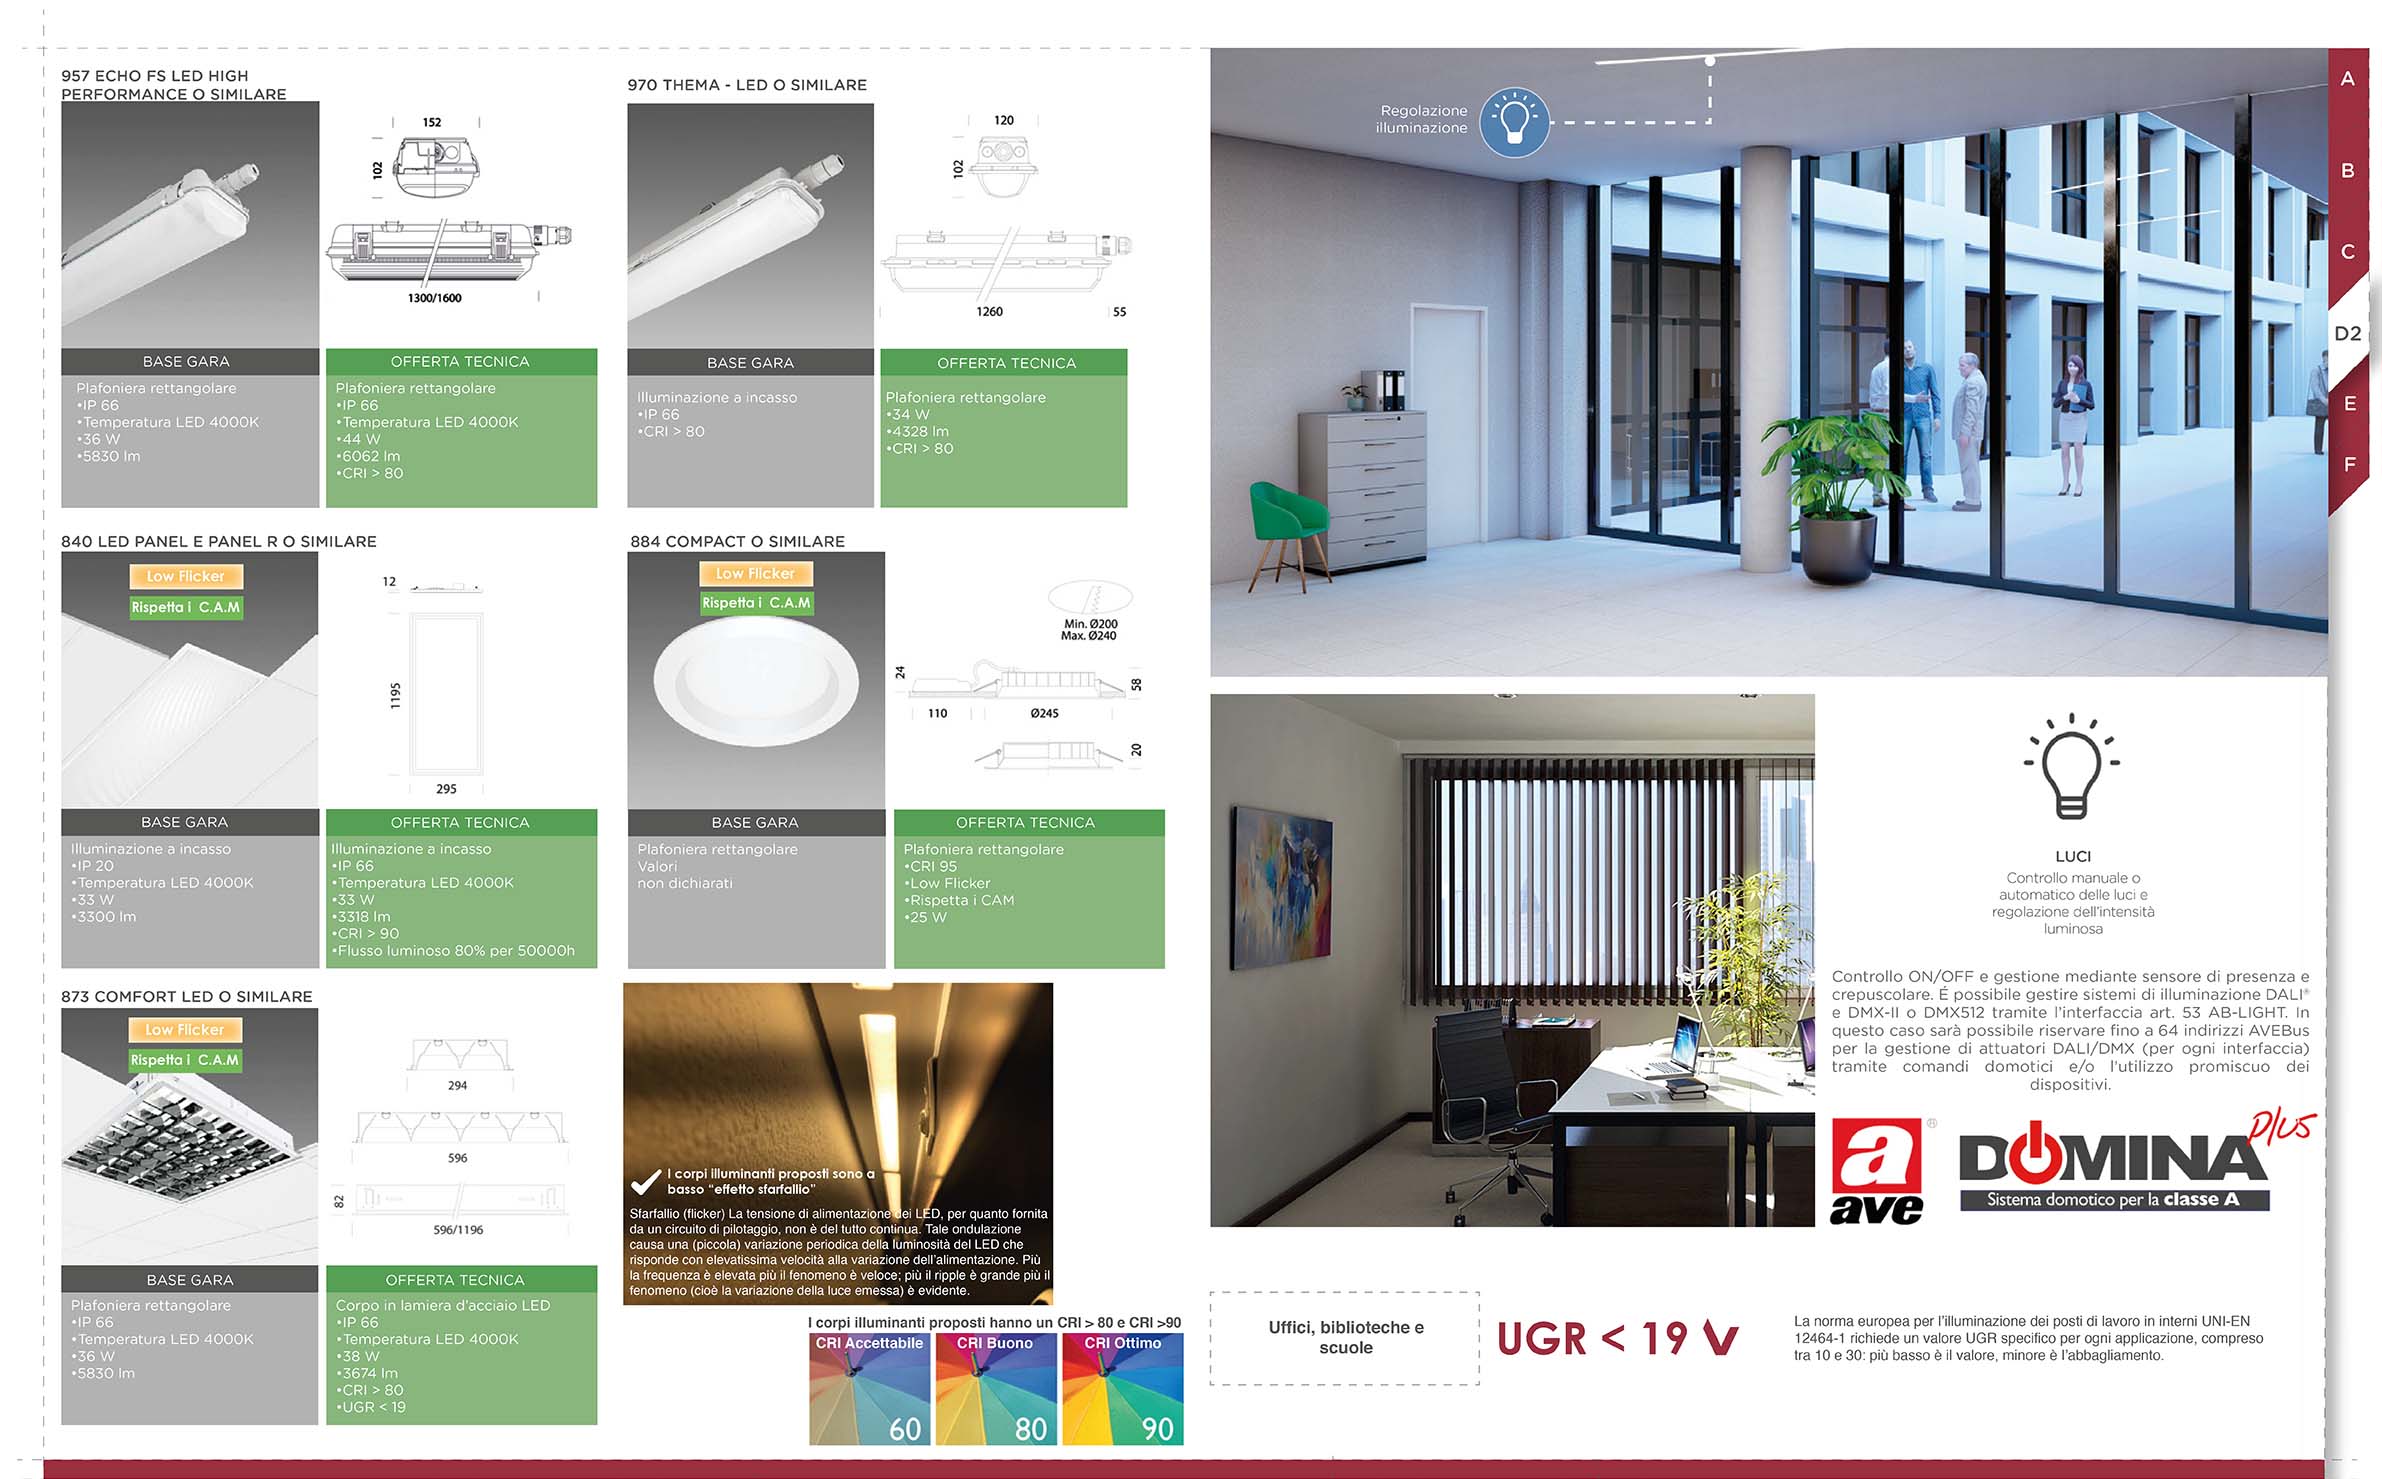 957 ECHO FS LED HIGH
PERFORMANCE O SIMILARE
152
102
1300/1600
BASE GARA
Plafoniera rettangolare
•IP 66
•Temperatura LED 4000K
•36 W
•5830 lm
OFFERTA TECNICA
Plafoniera rettangolare
•IP 66
•Temperatura LED 4000K
•44 W
•6062 lm
•CRI > 80
970 THEMA - LED O SIMILARE
120
102
1260
55
BASE GARA
Illuminazione a incasso
•IP 66
•CRI > 80
OFFERTA TECNICA
Plafoniera rettangolare
•34 W
•4328 lm
•CRI > 80
840 LED PANEL E PANEL R O SIMILARE
Low Flicker
Rispetta i C.A.M
12
1195
295
BASE GARA
Illuminazione a incasso
•IP 20
•Temperatura LED 4000K
•33 W
•3300 lm
OFFERTA TECNICA
Illuminazione a incasso
•IP 66
•Temperatura LED 4000K
•33 W
•3318 lm
•CRI > 90
•Flusso luminoso 80% per 50000h
884 COMPACT O SIMILARE
Low Flicker
Rispetta i C.A.M
Min. Ø200
Max. Ø240
24
58
110
Ø245
20
BASE GARA
Plafoniera rettangolare
Valori
non dichiarati
OFFERTA TECNICA
Plafoniera rettangolare
•CRI 95
•Low Flicker
•Rispetta i CAM
•25 W
873 COMFORT LED O SIMILARE
Low Flicker
Rispetta i C.A.M
294
596
82
596/1196
BASE GARA
Plafoniera rettangolare
•IP 66
•Temperatura LED 4000K
•36 W
•5830 lm
OFFERTA TECNICA
Corpo in lamiera d'acciaio LED
•IP 66
•Temperatura LED 4000K
•38 W
•3674 lm
•CRI > 80
•UGR < 19
I corpi illuminanti proposti sono a
basso "effetto sfarfallio"
Sfarfallio (flicker) La tensione di alimentazione dei LED, per quanto fornita
da un circuito di pilotaggio, non è del tutto continua. Tale ondulazione
causa una (piccola) variazione periodica della luminosità del LED che
risponde con elevatissima velocità alla variazione dell'alimentazione. Più
la frequenza è elevata più il fenomeno è veloce; più il ripple è grande più il
fenomeno (cioè la variazione della luce emessa) è evidente.
I corpi illuminanti proposti hanno un CRI > 80 e CRI >90
CRI Accettabile
60
CRI Buono
80
CRI Ottimo
90
Regolazione
illuminazione
A
B
C
D2
E
F
LUCI
Controllo manuale o
automatico delle luci e
regolazione dell'intensità
luminosa
Controllo ON/OFF e gestione mediante sensore di presenza e
crepuscolare. É possibile gestire sistemi di illuminazione DALI®
e DMX-II o DMX512 tramite l'interfaccia art. 53 AB-LIGHT. In
questo caso sarà possibile riservare fino a 64 indirizzi AVEBus
per la gestione di attuatori DALI/DMX (per ogni interfaccia)
tramite comandi domotici e/o l'utilizzo promiscuo dei
dispositivi.
a ®
ave
DOMINA plus
Sistema domotico per la classe A
Uffici, biblioteche e
scuole
UGR < 19
La norma europea per l'illuminazione dei posti di lavoro in interni UNI-EN
12464-1 richiede un valore UGR specifico per ogni applicazione, compreso
tra 10 e 30: più basso è il valore, minore è l'abbagliamento.